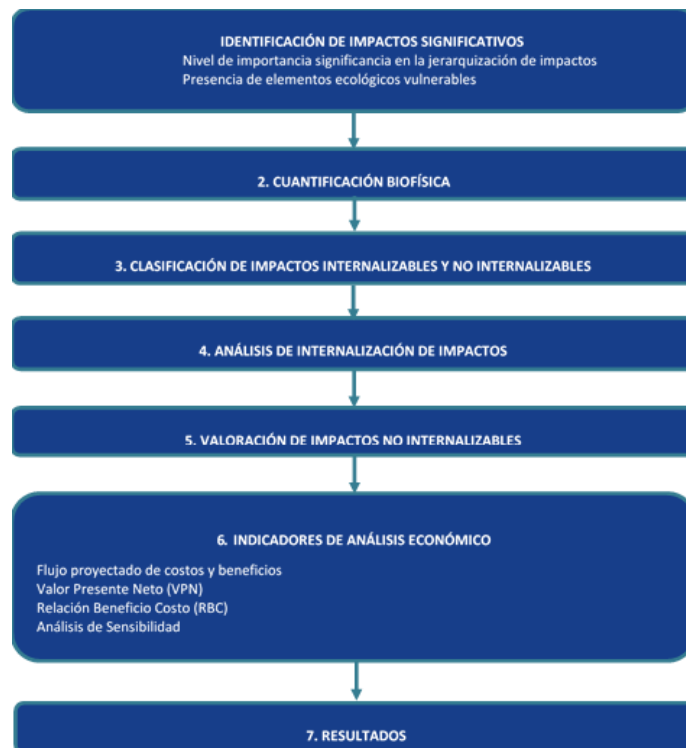 IDENTIFICACIÓN DE IMPACTOS SIGNIFICATIVOS
Nivel de importancia significancia en la jerarquización de impactos
Presencia de elementos ecológicos vulnerables
2. CUANTIFICACIÓN BIOFÍSICA
3. CLASIFICACIÓN DE IMPACTOS INTERNALIZABLES Y NO INTERNALIZABLES
4. ANÁLISIS DE INTERNALIZACIÓN DE IMPACTOS
5. VALORACIÓN DE IMPACTOS NO INTERNALIZABLES
6. INDICADORES DE ANÁLISIS ECONÓMICO
Flujo proyectado de costos y beneficios
Valor Presente Neto (VPN)
Relación Beneficio Costo (RBC)
Análisis de Sensibilidad
7. RESULTADOS